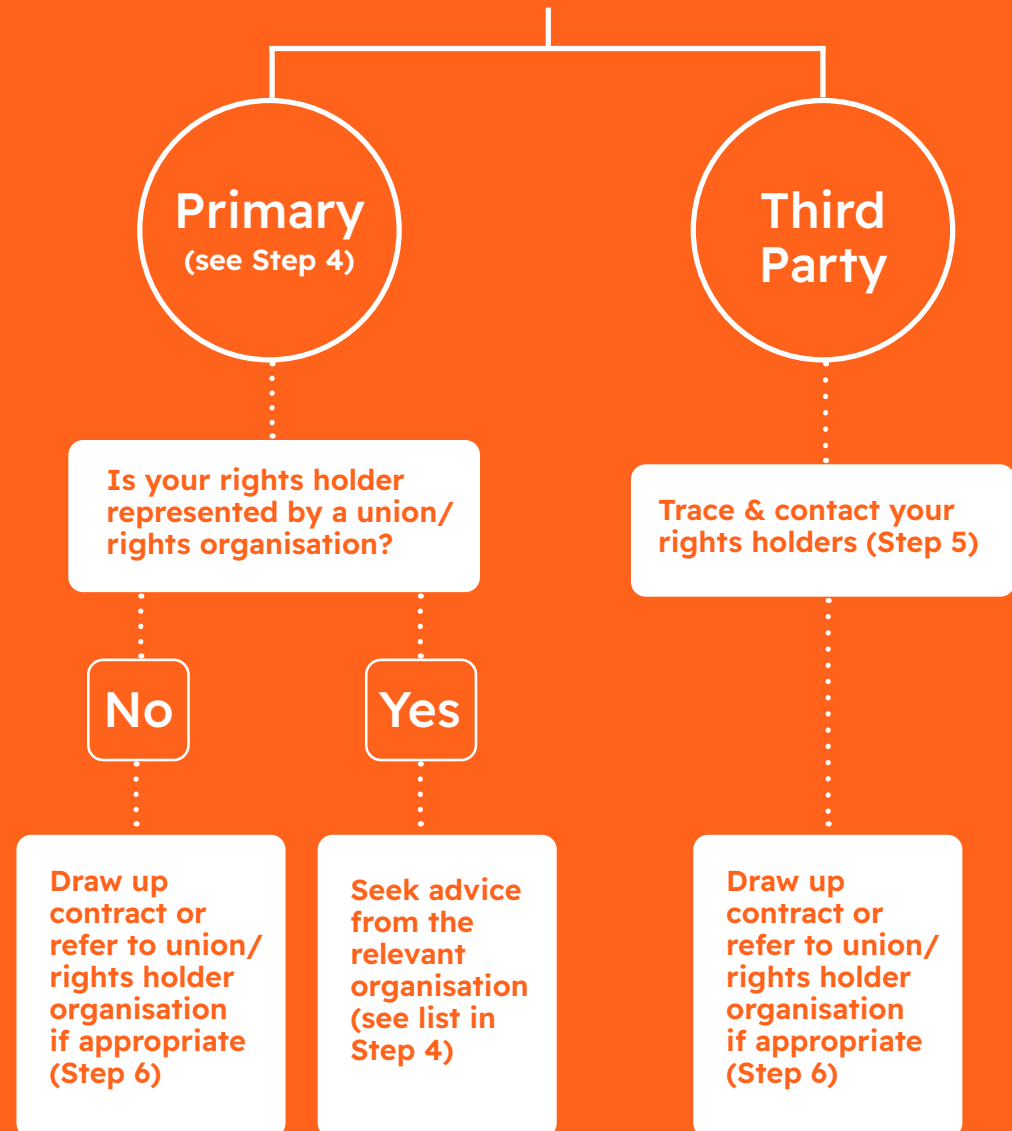 Primary
(see Step 4)
Third
Party
Is your rights holder
represented by a union/
rights organisation?
Trace & contact your
rights holders (Step 5)
No
Yes
Draw up
contract or
refer to union/
rights holder
organisation
if appropriate
(Step 6)
Seek advice
from the
relevant
organisation
(see list in
Step 4)
Draw up
contract or
refer to union/
rights holder
organisation
if appropriate
(Step 6)